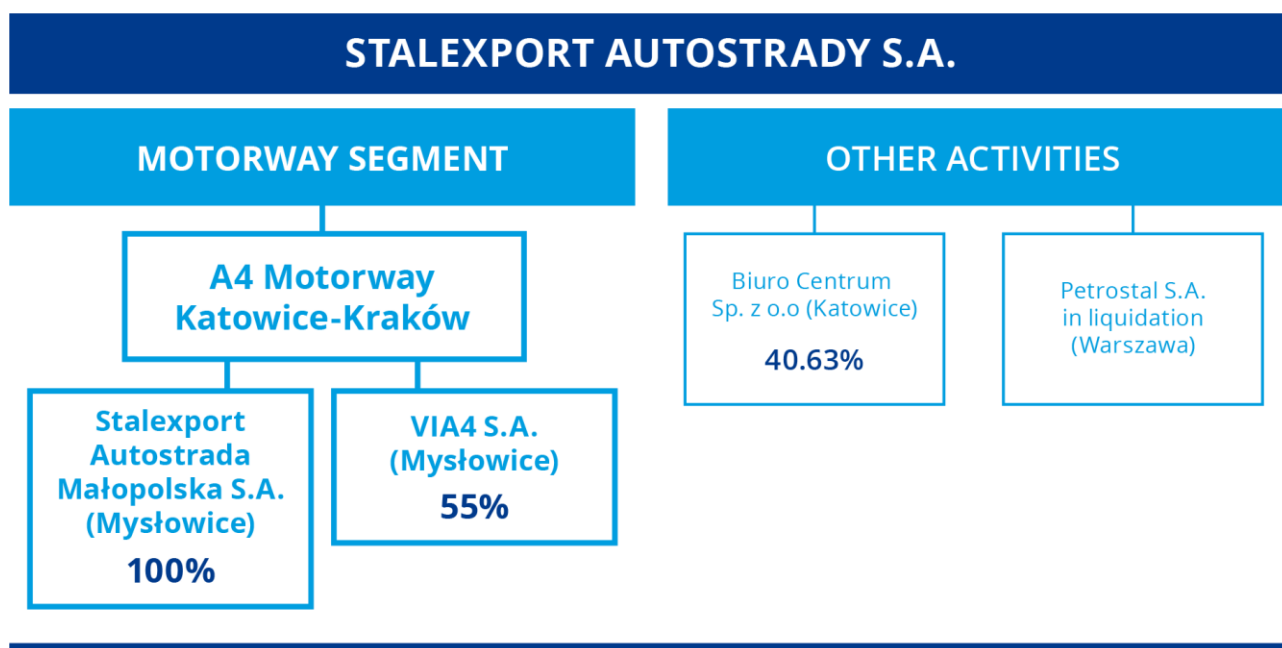 STALEXPORT AUTOSTRADY S.A.
MOTORWAY SEGMENT
A4 Motorway
Katowice-Kraków
Stalexport
Autostrada
Małopolska S.A.
(Mysłowice)
100%
VIA4 S.A.
(Mysłowice)
55%
OTHER ACTIVITIES
Biuro Centrum
Sp. z o.o (Katowice)
40.63%
Petrostal S.A.
in liquidation
(Warszawa)